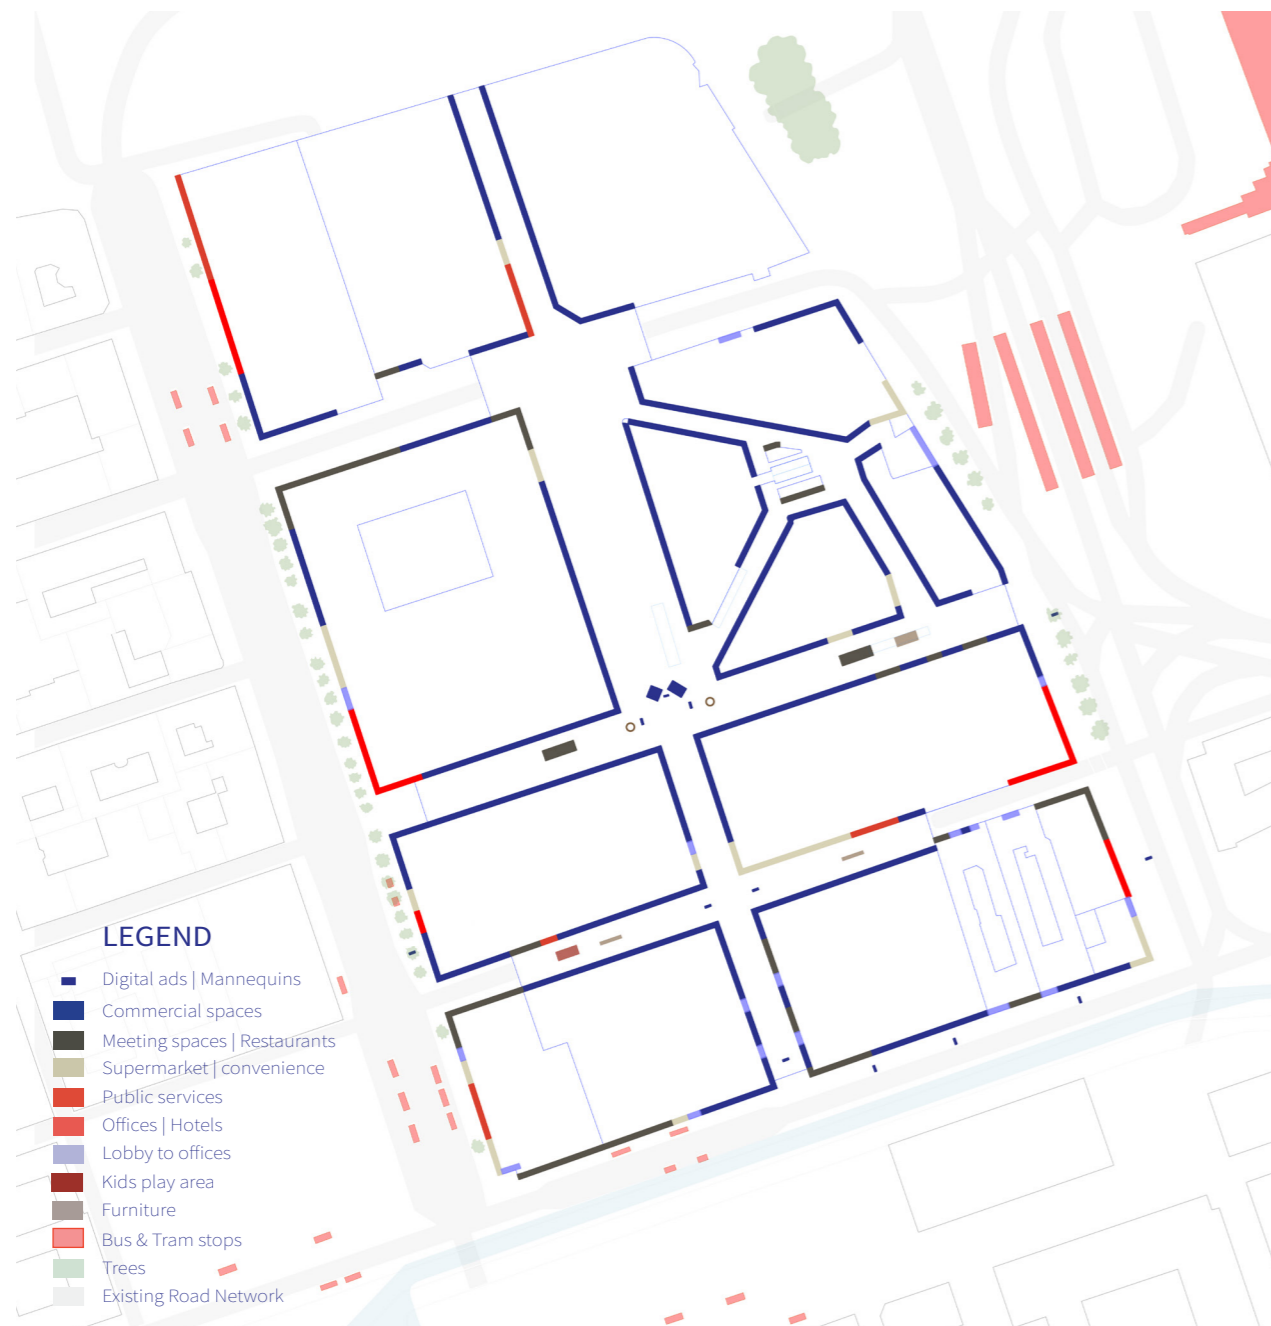 LEGEND
Digital ads | Mannequins
Commercial spaces
Meeting spaces | Restaurants
Supermarket | convenience
Public services
Offices | Hotels
Lobby to offices
Kids play area
Furniture
Bus & Tram stops
Trees
Existing Road Network